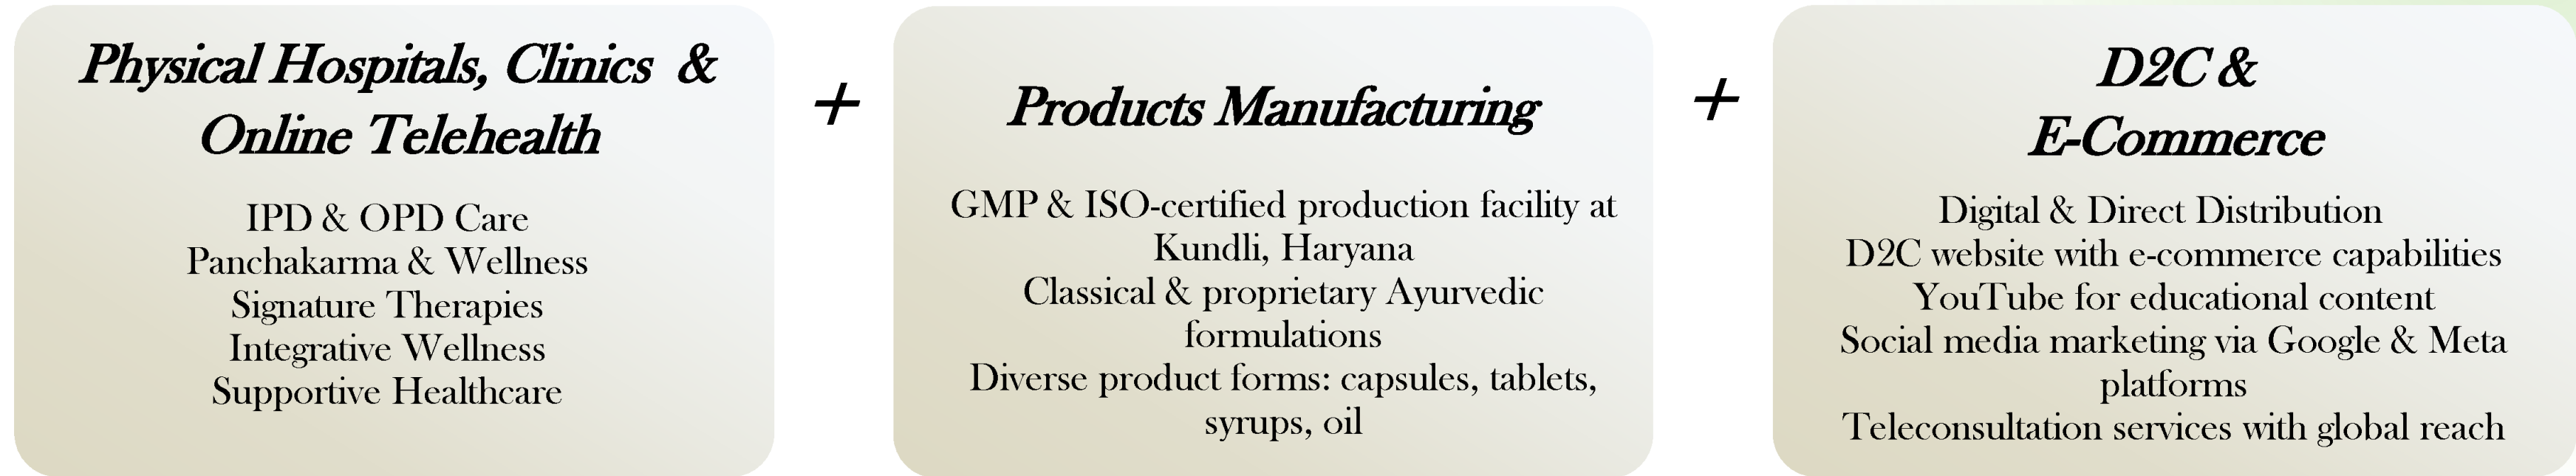 Physical Hospitals, Clinics &
Online Telehealth
IPD & OPD Care
Panchakarma & Wellness
Signature Therapies
Integrative Wellness
Supportive Healthcare
+
Products Manufacturing
GMP & ISO-certified production facility at
Kundli, Haryana
Classical & proprietary Ayurvedic
formulations
Diverse product forms: capsules, tablets,
syrups, oil
+
D2C &
E-Commerce
Digital & Direct Distribution
D2C website with e-commerce capabilities
YouTube for educational content
Social media marketing via Google & Meta
platforms
Teleconsultation services with global reach